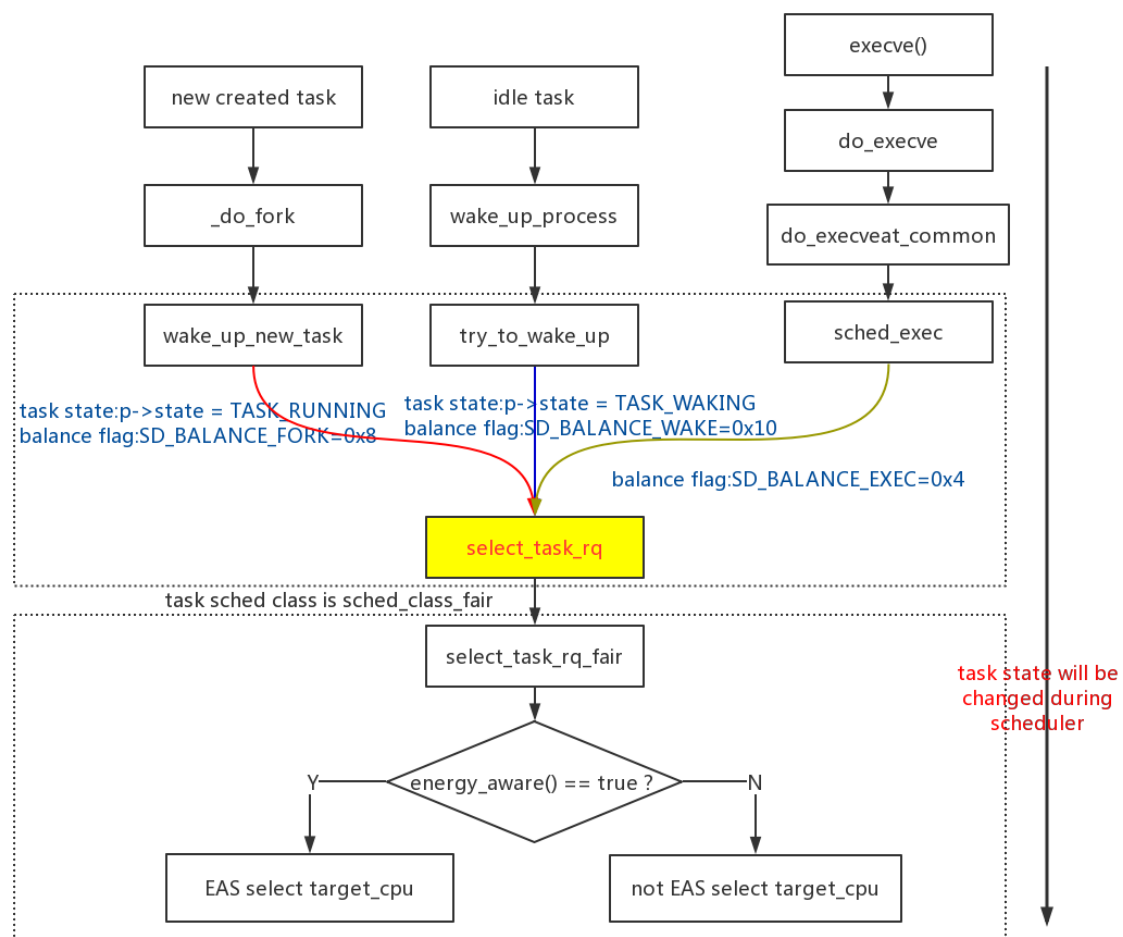 execve()
new created task
idle task
do_execve
_do_fork
wake_up_process
do_execveat_common
wake_up_new_task
try_to_wake_up
sched_exec
task state:p->state = TASK_RUNNING
balance flag:SD_BALANCE_FORK=0x8
task state:p->state = TASK_WAKING
balance flag:SD_BALANCE_WAKE=0x10
balance flag:SD_BALANCE_EXEC=0x4
select_task_rq
task sched class is sched_class_fair
select_task_rq_fair
task state will be
changed during
scheduler
Y
energy_aware() == true ?
N
EAS select target_cpu
not EAS select target_cpu